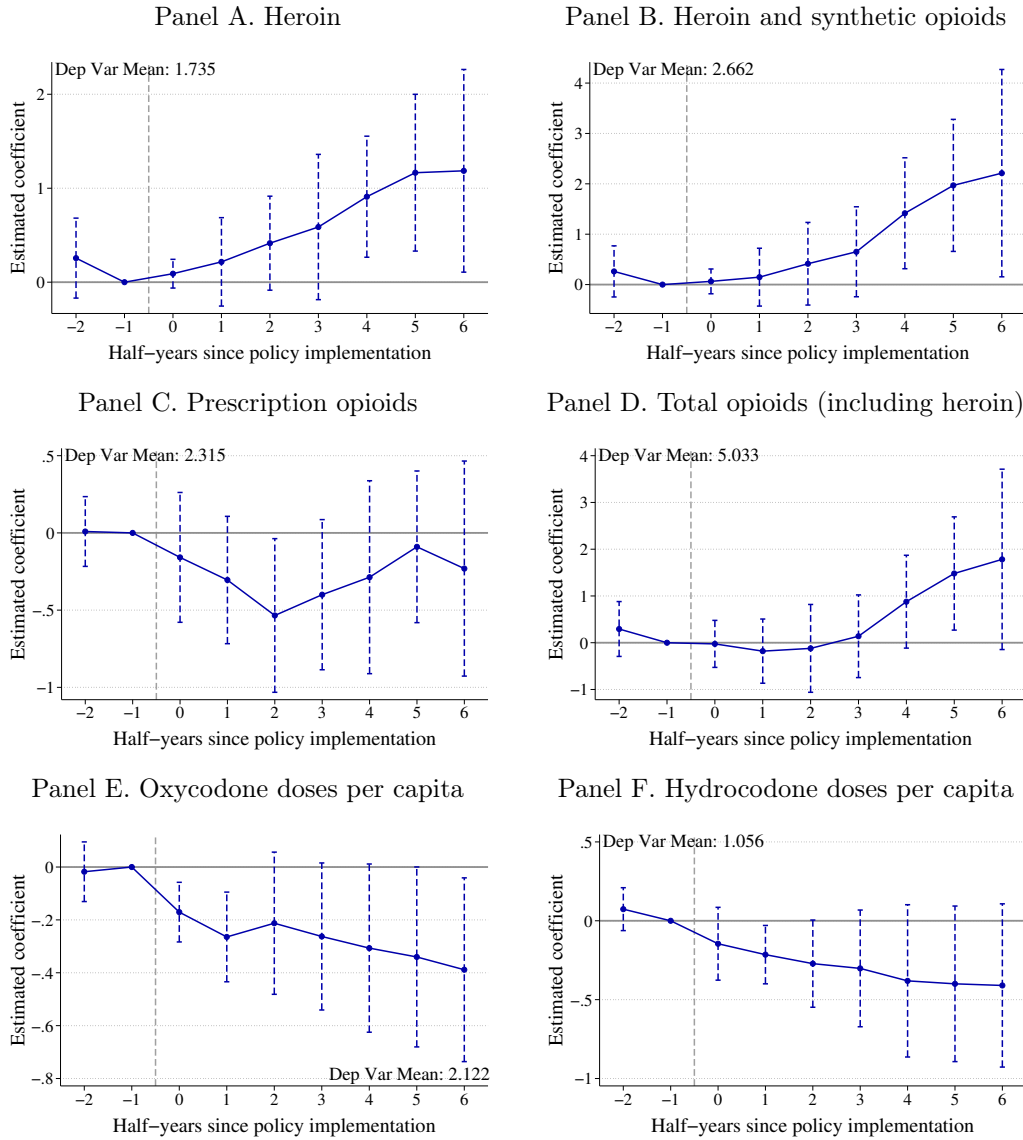 Panel A. Heroin
Dep Var Mean: 1.735
Estimated coefficient
2
1
0
−2 −1 0 1 2 3 4 5 6
Half−years since policy implementation
Panel B. Heroin and synthetic opioids
Dep Var Mean: 2.662
Estimated coefficient
4
3
2
1
0
−2 −1 0 1 2 3 4 5 6
Half−years since policy implementation
Panel C. Prescription opioids
Dep Var Mean: 2.315
Estimated coefficient
.5
0
−.5
−1
−2 −1 0 1 2 3 4 5 6
Half−years since policy implementation
Panel D. Total opioids (including heroin)
Dep Var Mean: 5.033
Estimated coefficient
4
3
2
1
0
−1
−2 −1 0 1 2 3 4 5 6
Half−years since policy implementation
Panel E. Oxycodone doses per capita
Estimated coefficient
0
−.2
−.4
−.6
−.8
Dep Var Mean: 2.122
−2 −1 0 1 2 3 4 5 6
Half−years since policy implementation
Panel F. Hydrocodone doses per capita
Dep Var Mean: 1.056
Estimated coefficient
.5
0
−.5
−1
−2 −1 0 1 2 3 4 5 6
Half−years since policy implementation